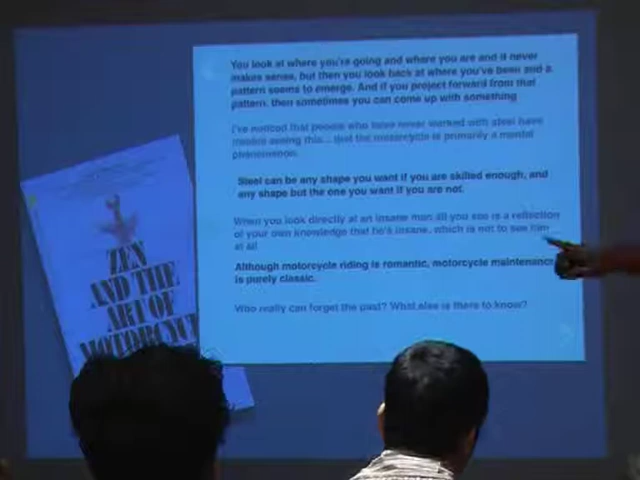 You look at where you're going and where you are and it never
makes sense, but then you look back at where you've been and a
pattern seems to emerge. And if you project forward from that
pattern, then sometimes you can come up with something
I've noticed that people who have never worked with steel have
trouble seeing this... that the motorcycle is primarily a mental
phenomenon.
Steel can be any shape you want if you are skilled enough, and
any shape but the one you want if you are not.
When you look directly at an insane man all you see is a reflection
of your own knowledge that he's insane, which is not to see him
at all
Although motorcycle riding is romantic, motorcycle maintenance
is purely classic.
Who really can forget the past? What else is there to know?
ZEN
AND THE
ART OF